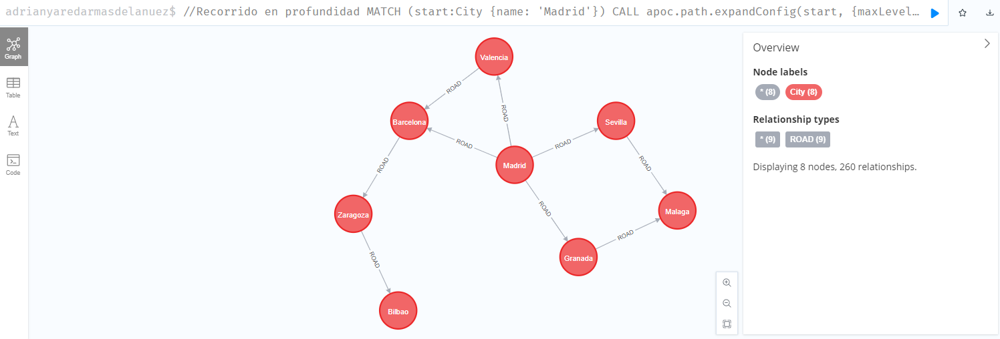 adrianyaredarmasdelanuez$ //Recorrido en profundidad MATCH (start:City {name: 'Madrid'}) CALL apoc.path.expandConfig(start, {maxLevel…
Graph
Table
Text
Code
Valencia
ROAD
Barcelona
ROAD
Sevilla
ROAD
ROAD
Madrid
ROAD
ROAD
Zaragoza
ROAD
Malaga
ROAD
Granada
ROAD
Bilbao
Overview
Node labels
* (8) City (8)
Relationship types
* (9) ROAD (9)
Displaying 8 nodes, 260 relationships.